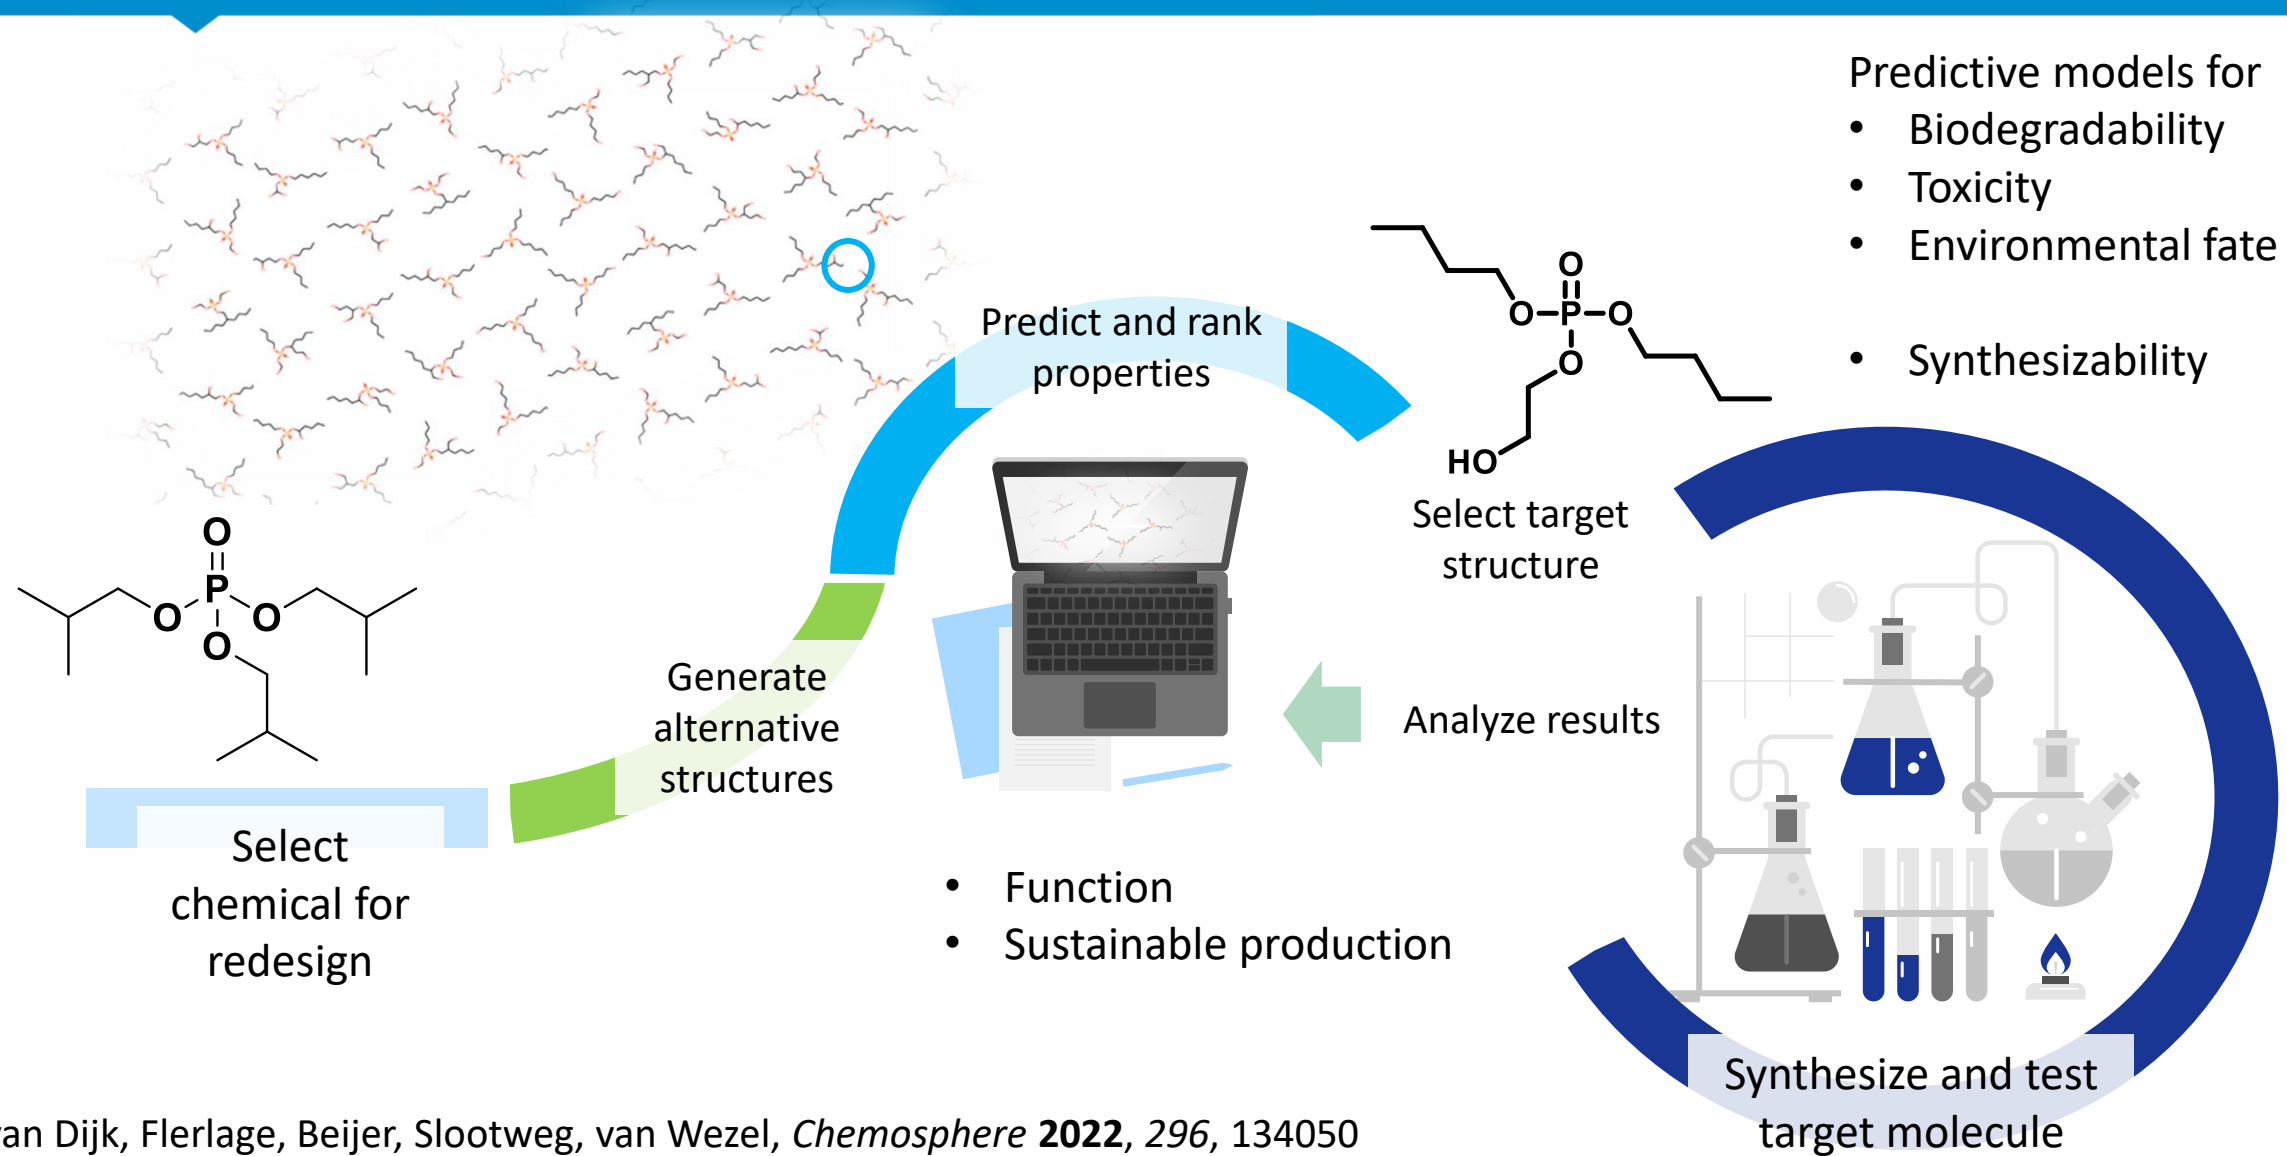 Predictive models for
• Biodegradability
• Toxicity
• Environmental fate
• Synthesizability
Predict and rank
properties
O
O P O
O
HO
Select target
structure
O
P
O O
O
Generate
alternative
structures
Analyze results
Select
chemical for
redesign
• Function
• Sustainable production
Synthesize and test
target molecule
van Dijk, Flerlage, Beijer, Slootweg, van Wezel, Chemosphere 2022, 296, 134050